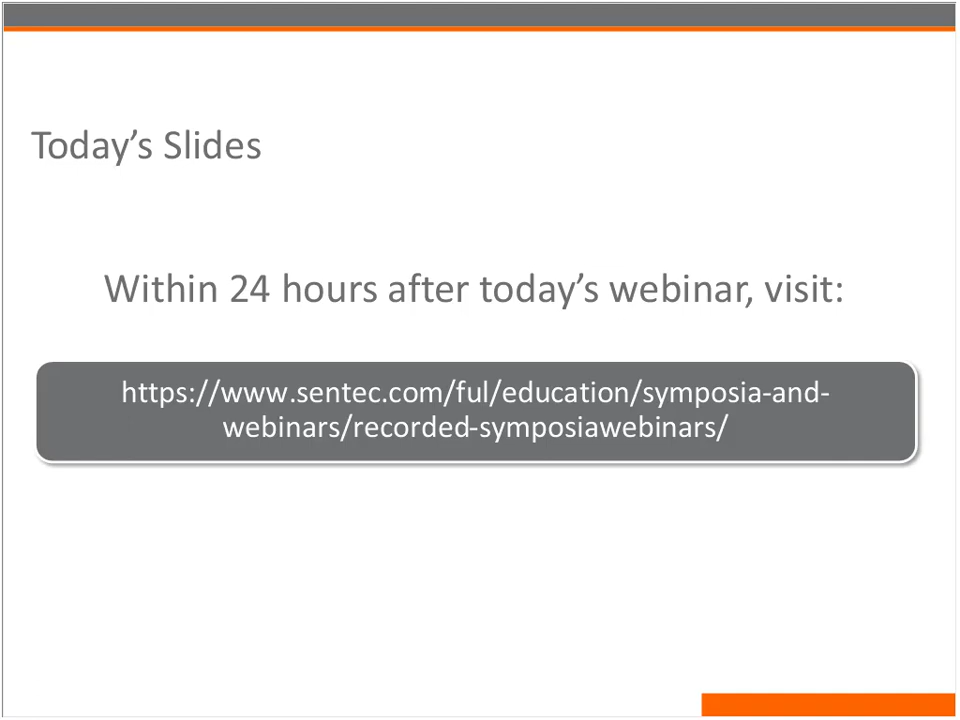 Today’s Slides
Within 24 hours after today’s webinar, visit:
https://www.sentec.com/ful/education/symposia-and-
webinars/recorded-symposiawebinars/